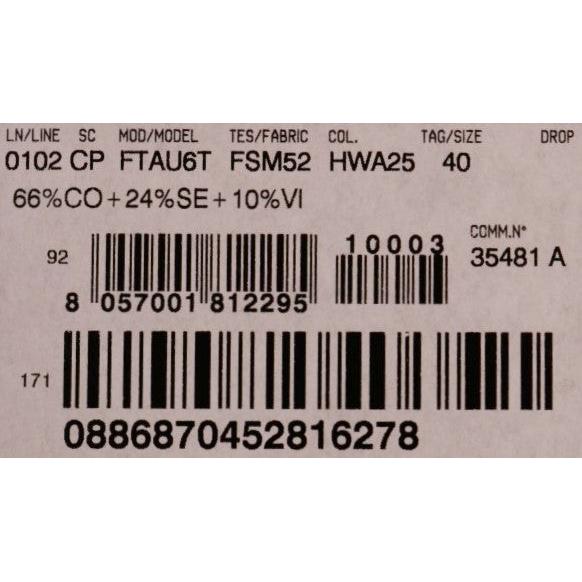 LN/LINE SC MOD/MODEL TES/FABRIC COL. TAG/SIZE DROP
0102 CP FTAU6T FSM52 HWA25 40
66%CO+24%SE+10%VI
COMM.N°
92 10003 35481 A
8 057001 812295
171
0886870452816278